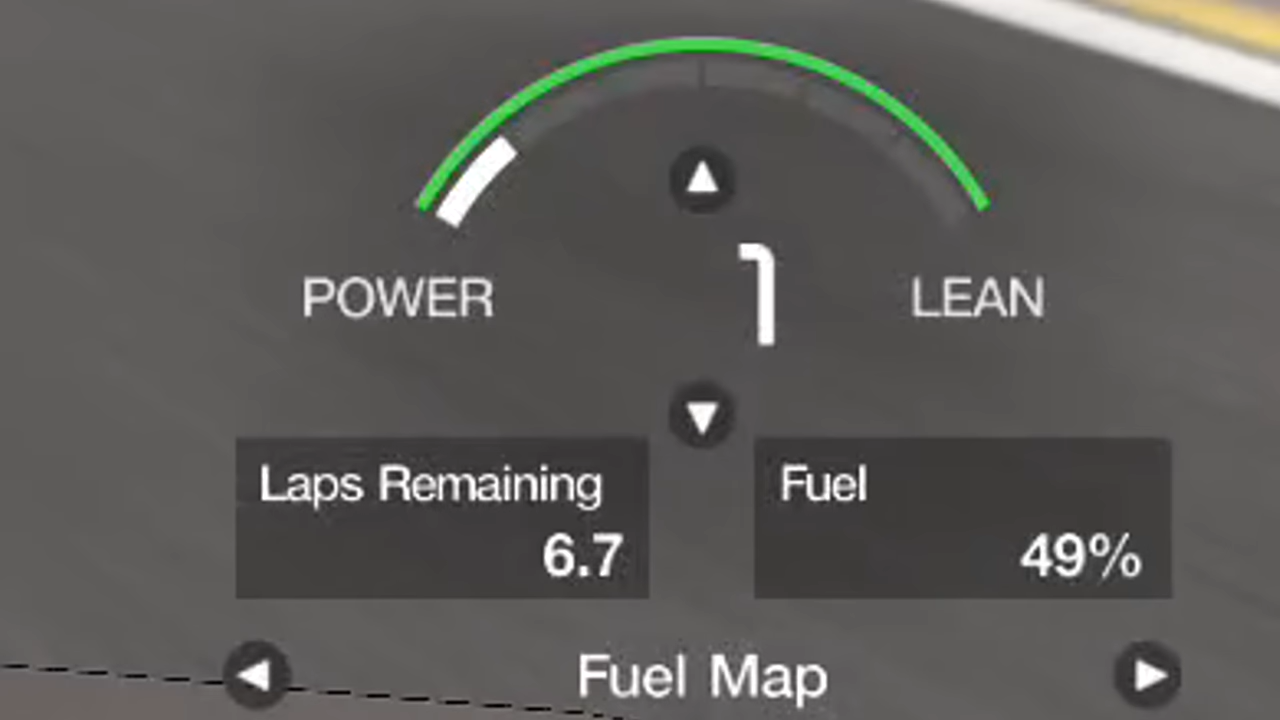 1
POWER LEAN
Laps Remaining Fuel
6.7 49%
Fuel Map